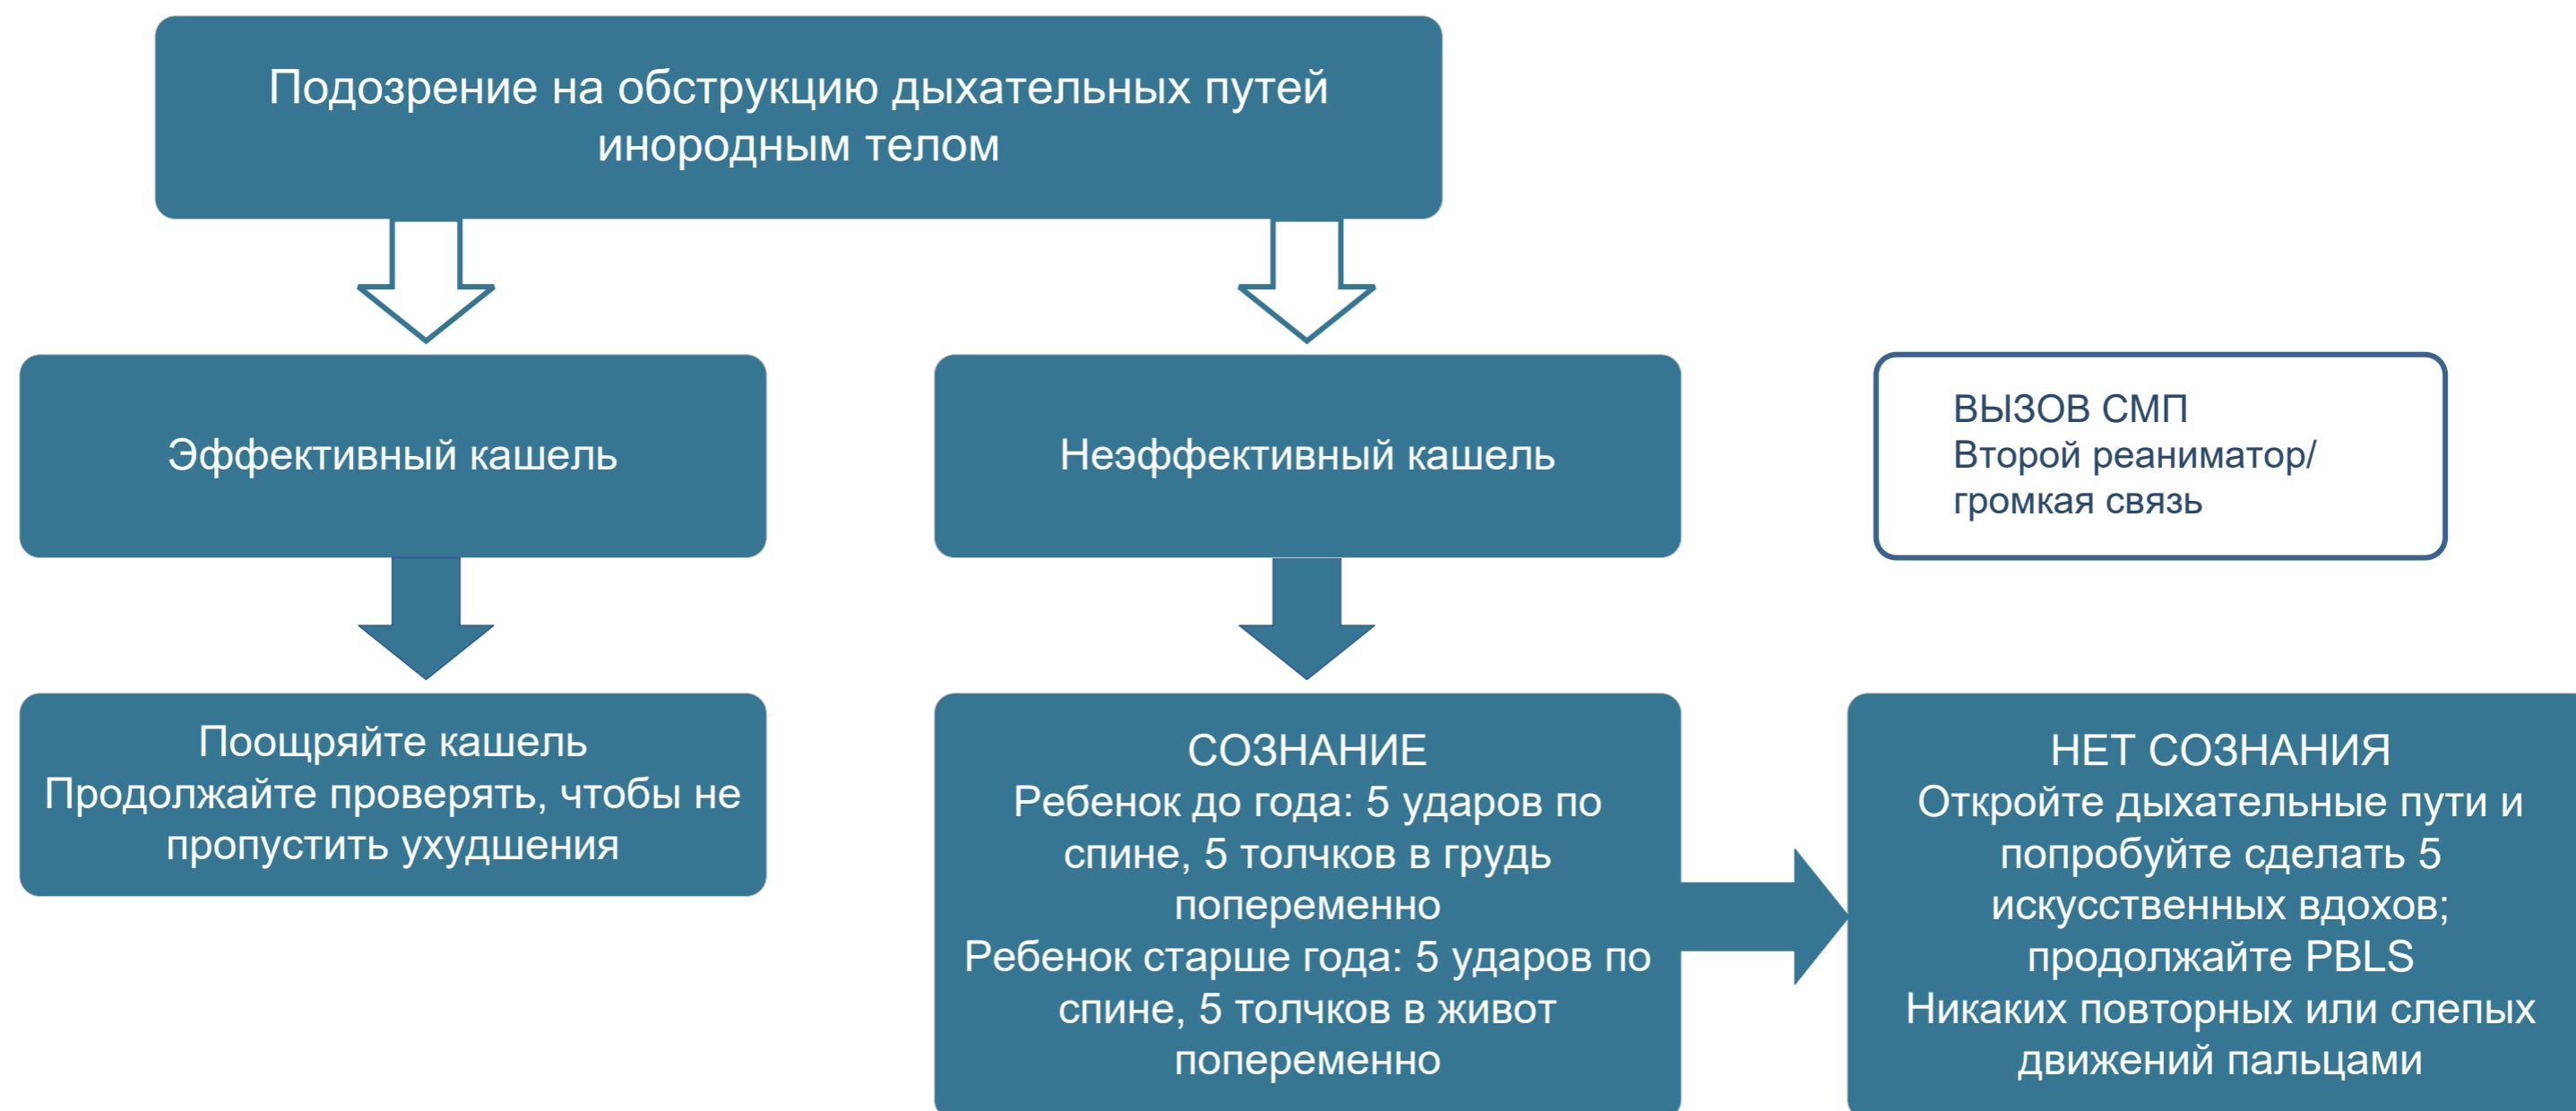 Подозрение на обструкцию дыхательных путей
инородным телом
Эффективный кашель
Неэффективный кашель
ВЫЗОВ СМП
Второй реаниматор/
громкая связь
Поощряйте кашель
Продолжайте проверять, чтобы не
пропустить ухудшения
СОЗНАНИЕ
Ребенок до года: 5 ударов по
спине, 5 толчков в грудь
попеременно
Ребенок старше года: 5 ударов по
спине, 5 толчков в живот
попеременно
НЕТ СОЗНАНИЯ
Откройте дыхательные пути и
попробуйте сделать 5
искусственных вдохов;
продолжайте PBLS
Никаких повторных или слепых
движений пальцами